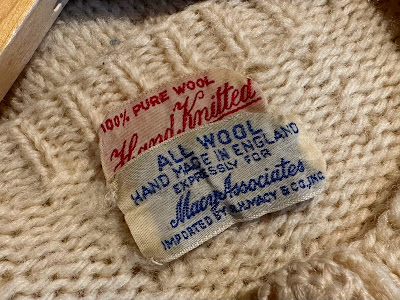 100% PURE WOOL
Hand Knitted
ALL WOOL
HAND MADE IN ENGLAND
EXPRESSLY FOR
Macy Associates
IMPORTED BY R.H.MACY & CO., INC.